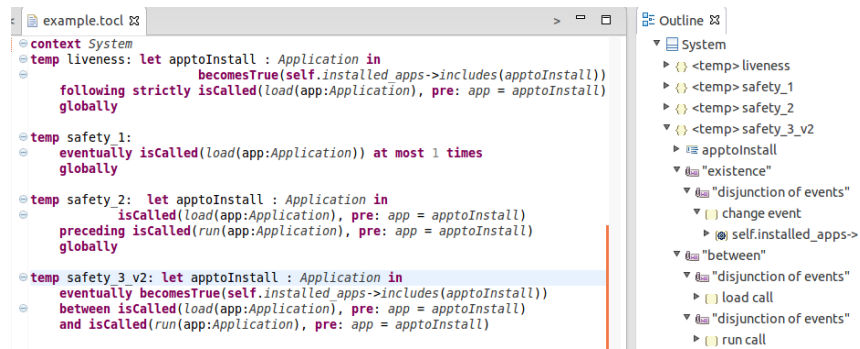 example.tocl
context System
temp liveness: let apptoInstall : Application in
becomesTrue(self.installed_apps->includes(apptoInstall))
following strictly isCalled(load(app:Application), pre: app = apptoInstall)
globally
temp safety_1:
eventually isCalled(load(app:Application)) at most 1 times
globally
temp safety_2: let apptoInstall : Application in
isCalled(load(app:Application), pre: app = apptoInstall)
preceding isCalled(run(app:Application), pre: app = apptoInstall)
globally
temp safety_3_v2: let apptoInstall : Application in
eventually becomesTrue(self.installed_apps->includes(apptoInstall))
between isCalled(load(app:Application), pre: app = apptoInstall)
and isCalled(run(app:Application), pre: app = apptoInstall)
Outline
System
<temp> liveness
<temp> safety_1
<temp> safety_2
<temp> safety_3_v2
apptoInstall
"existence"
"disjunction of events"
change event
self.installed_apps->
"between"
"disjunction of events"
load call
"disjunction of events"
run call